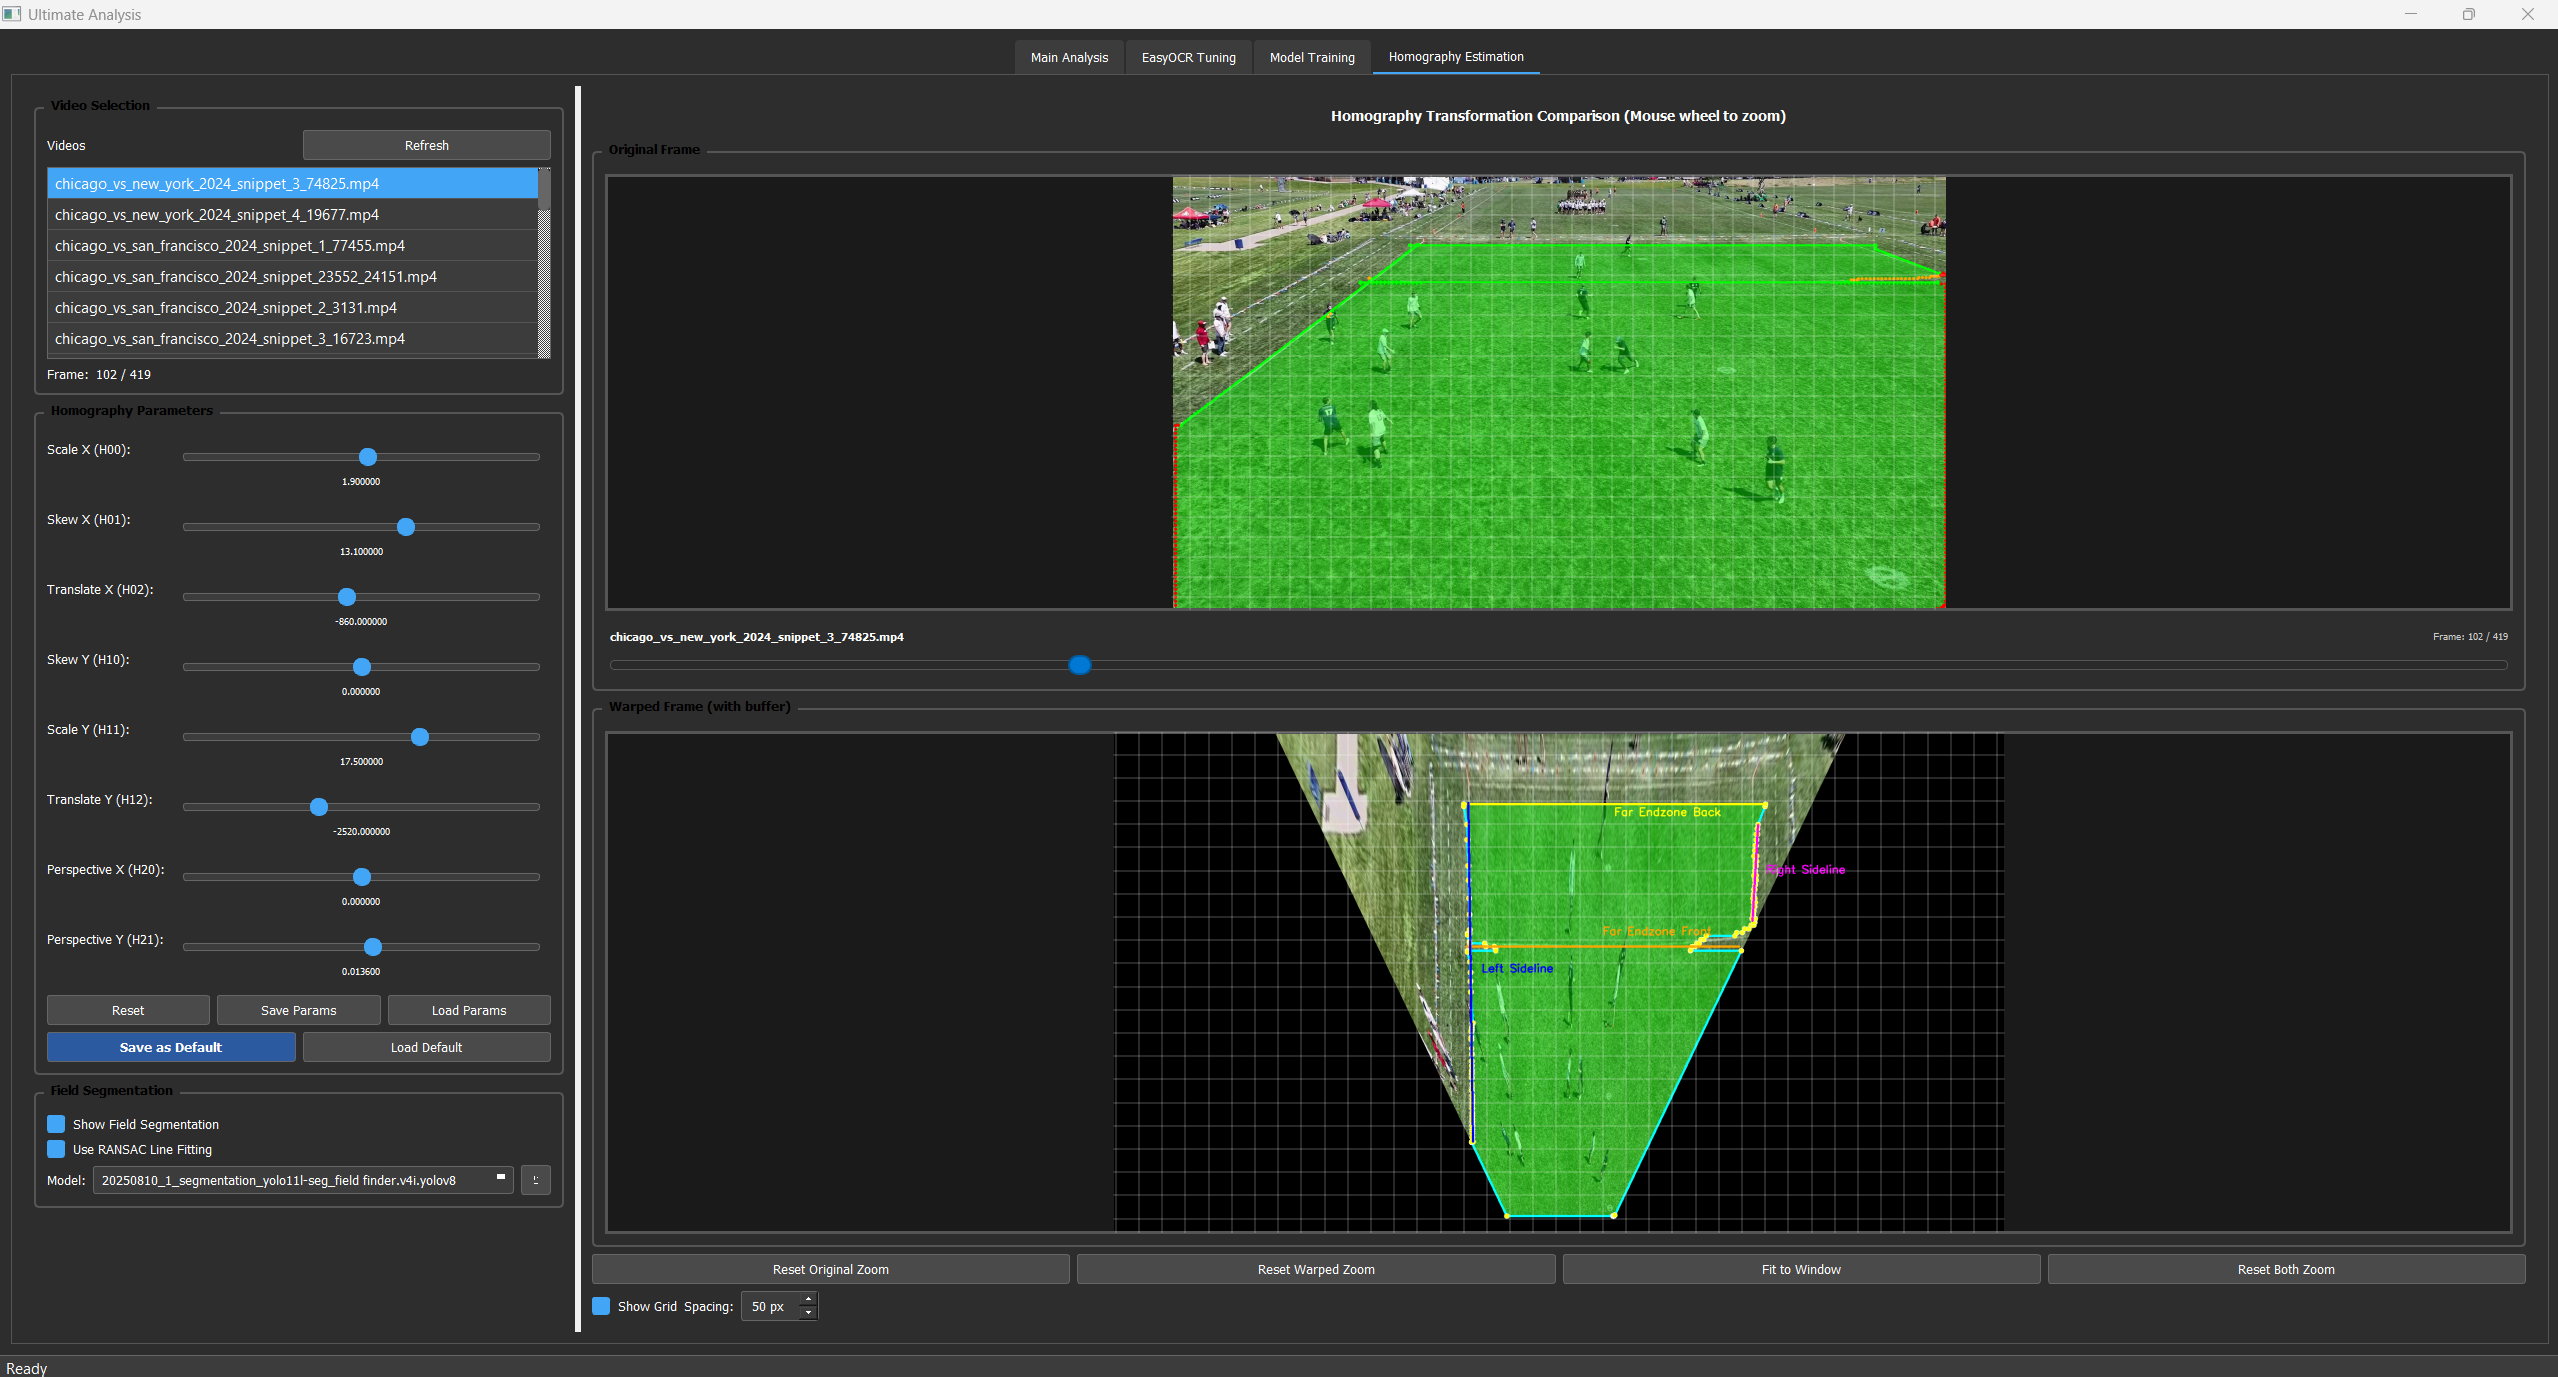 Ultimate Analysis
Main Analysis
EasyOCR Tuning
Model Training
Homography Estimation
Video Selection
Videos
Refresh
chicago_vs_new_york_2024_snippet_3_74825.mp4
chicago_vs_new_york_2024_snippet_4_19677.mp4
chicago_vs_san_francisco_2024_snippet_1_77455.mp4
chicago_vs_san_francisco_2024_snippet_23552_24151.mp4
chicago_vs_san_francisco_2024_snippet_2_3131.mp4
chicago_vs_san_francisco_2024_snippet_3_16723.mp4
Frame: 102 / 419
Homography Parameters
Scale X (H00):
1.900000
Skew X (H01):
13.100000
Translate X (H02):
-860.000000
Skew Y (H10):
0.000000
Scale Y (H11):
17.500000
Translate Y (H12):
-2520.000000
Perspective X (H20):
0.000000
Perspective Y (H21):
0.013600
Reset
Save Params
Load Params
Save as Default
Load Default
Field Segmentation
Show Field Segmentation
Use RANSAC Line Fitting
Model: 20250810_1_segmentation_yolo11l-seg_field finder.v4i.yolov8
Homography Transformation Comparison (Mouse wheel to zoom)
Original Frame
chicago_vs_new_york_2024_snippet_3_74825.mp4
Frame: 102 / 419
Warped Frame (with buffer)
Far Endzone Back
Right Sideline
Far Endzone Front
Left Sideline
Reset Original Zoom
Reset Warped Zoom
Fit to Window
Reset Both Zoom
Show Grid Spacing: 50 px
Ready